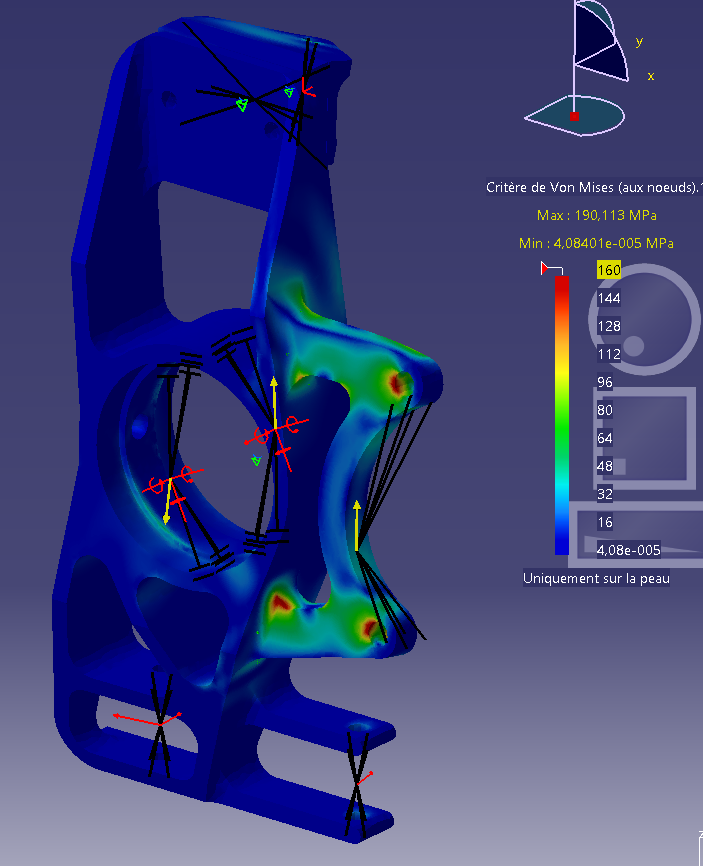 y
x
Critère de Von Mises (aux noeuds).1
Max : 190,113 MPa
Min : 4,08401e-005 MPa
160
144
128
112
96
80
64
48
32
16
4,08e-005
Uniquement sur la peau
z